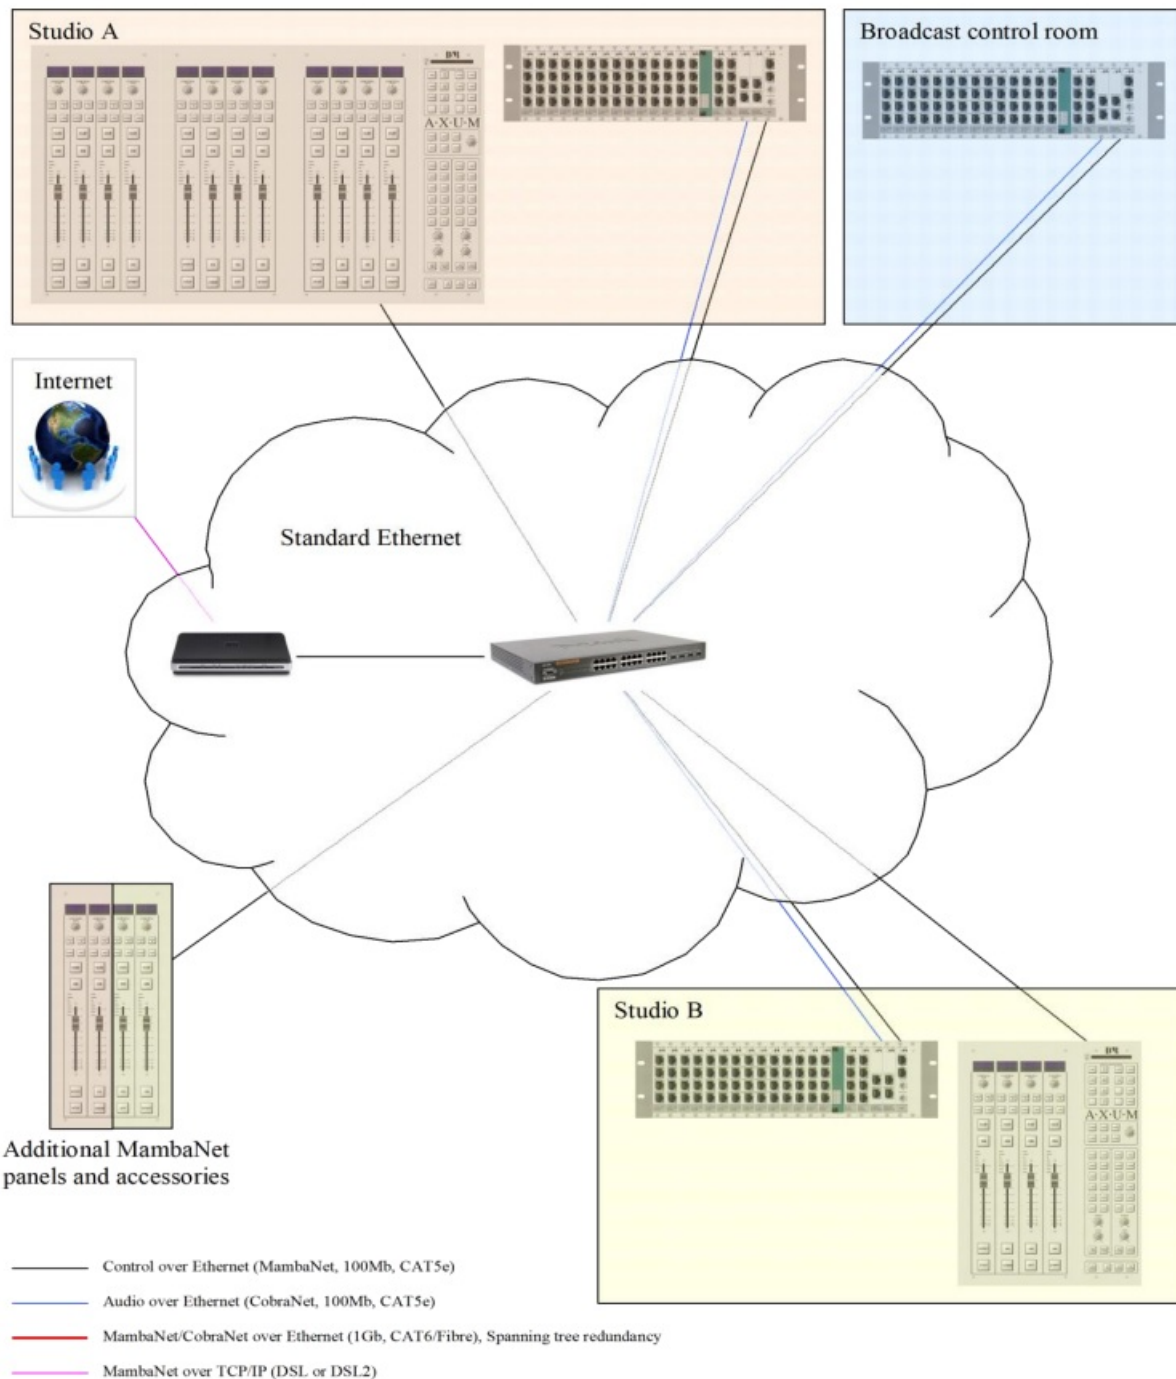 Studio A
Broadcast control room
A·X·U·M
Internet
Standard Ethernet
Studio B
A·X·U·M
Additional MambaNet
panels and accessories
Control over Ethernet (MambaNet, 100Mb, CAT5e)
Audio over Ethernet (CobraNet, 100Mb, CAT5e)
MambaNet/CobraNet over Ethernet (1Gb, CAT6/Fibre), Spanning tree redundancy
MambaNet over TCP/IP (DSL or DSL2)